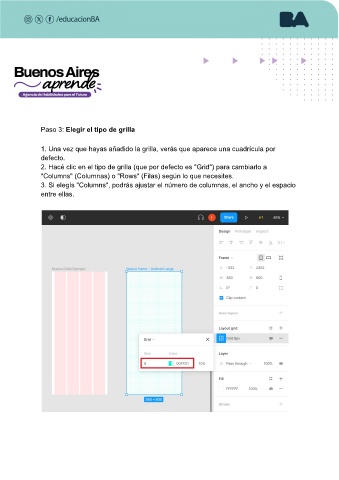 /educacionBA
BA
Buenos Aires
aprende
Agencia de Habilidades para el Futuro
Paso 3: Elegir el tipo de grilla
1. Una vez que hayas añadido la grilla, verás que aparece una cuadrícula por
defecto.
2. Hacé clic en el tipo de grilla (que por defecto es "Grid") para cambiarlo a
"Columns" (Columnas) o "Rows" (Filas) según lo que necesites.
3. Si elegís "Columns", podrás ajustar el número de columnas, el ancho y el espacio
entre ellas.
Share
Design Prototype Inspect
Frame
Clip content
Layout grid
Grid 8px
Layer
Pass through 100%
Fill
FFFFFF 100%
Grid
Size Color
8 10%